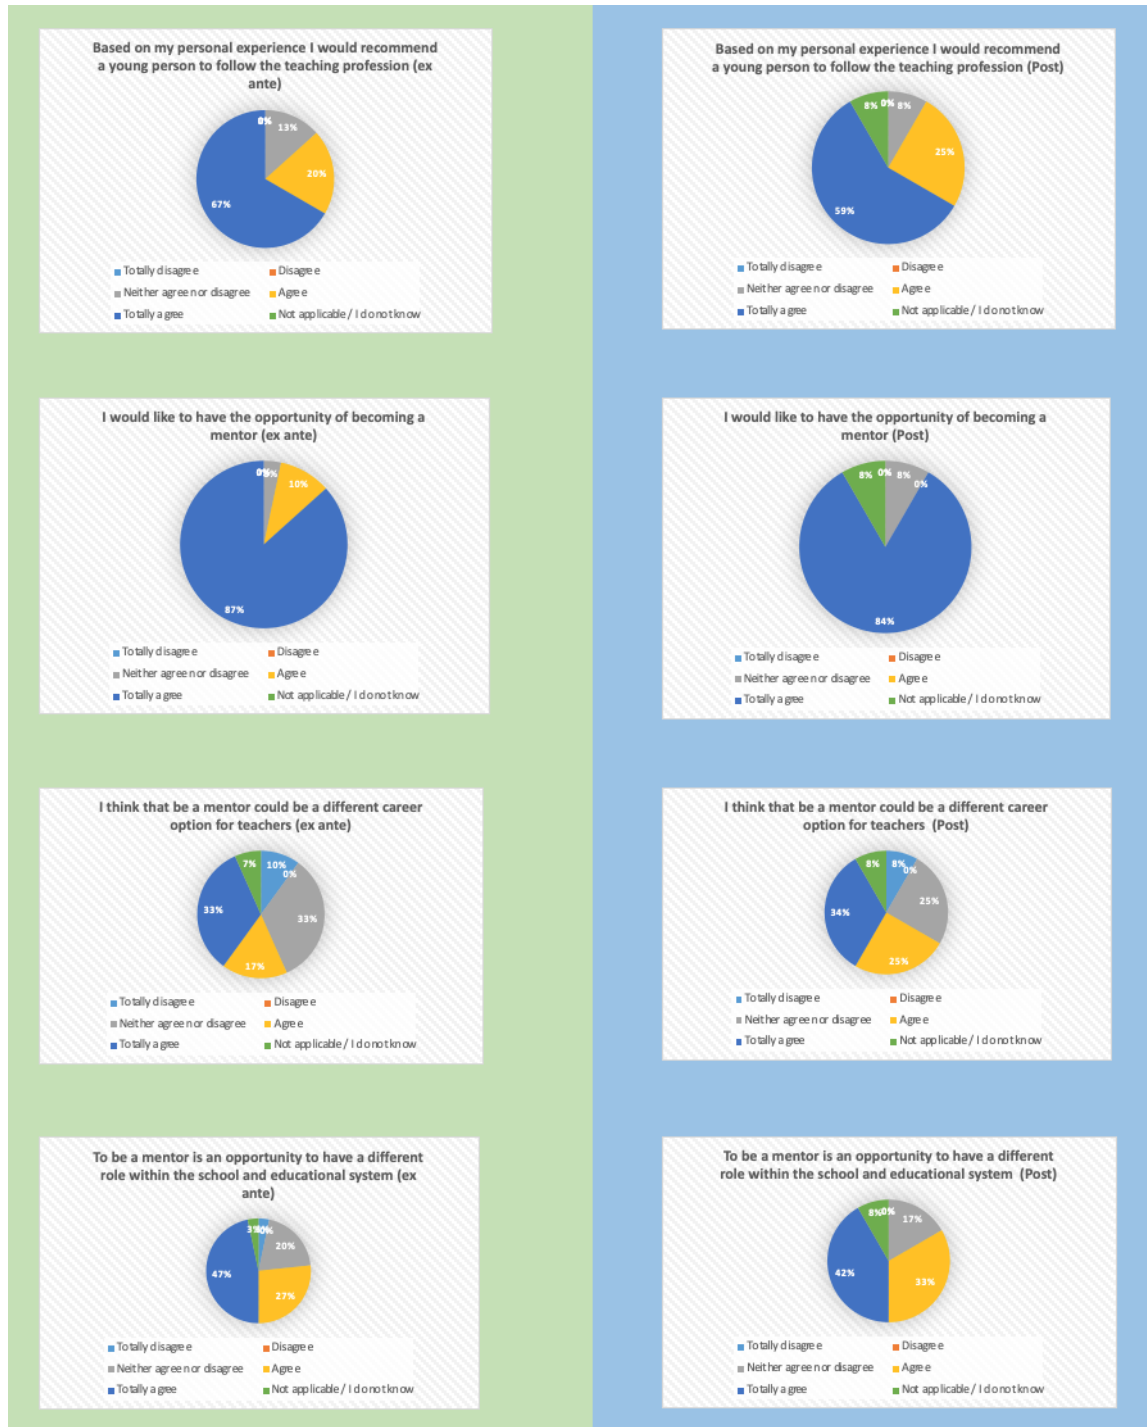 Based on my personal experience I would recommend
a young person to follow the teaching profession (ex
ante)
13%
20%
67%
Totally disagree
Disagree
Neither agree nor disagree
Agree
Totally agree
Not applicable / I do not know
Based on my personal experience I would recommend
a young person to follow the teaching profession (Post)
8%
0%
8%
25%
59%
Totally disagree
Disagree
Neither agree nor disagree
Agree
Totally agree
Not applicable / I do not know
I would like to have the opportunity of becoming a
mentor (ex ante)
10%
87%
Totally disagree
Disagree
Neither agree nor disagree
Agree
Totally agree
Not applicable / I do not know
I would like to have the opportunity of becoming a
mentor (Post)
8%
0%
8%
0%
84%
Totally disagree
Disagree
Neither agree nor disagree
Agree
Totally agree
Not applicable / I do not know
I think that be a mentor could be a different career
option for teachers (ex ante)
7%
10%
0%
33%
33%
17%
Totally disagree
Disagree
Neither agree nor disagree
Agree
Totally agree
Not applicable / I do not know
I think that be a mentor could be a different career
option for teachers (Post)
8%
8%
0%
25%
34%
25%
Totally disagree
Disagree
Neither agree nor disagree
Agree
Totally agree
Not applicable / I do not know
To be a mentor is an opportunity to have a different
role within the school and educational system (ex
ante)
20%
47%
27%
Totally disagree
Disagree
Neither agree nor disagree
Agree
Totally agree
Not applicable / I do not know
To be a mentor is an opportunity to have a different
role within the school and educational system (Post)
8%
0%
17%
42%
33%
Totally disagree
Disagree
Neither agree nor disagree
Agree
Totally agree
Not applicable / I do not know